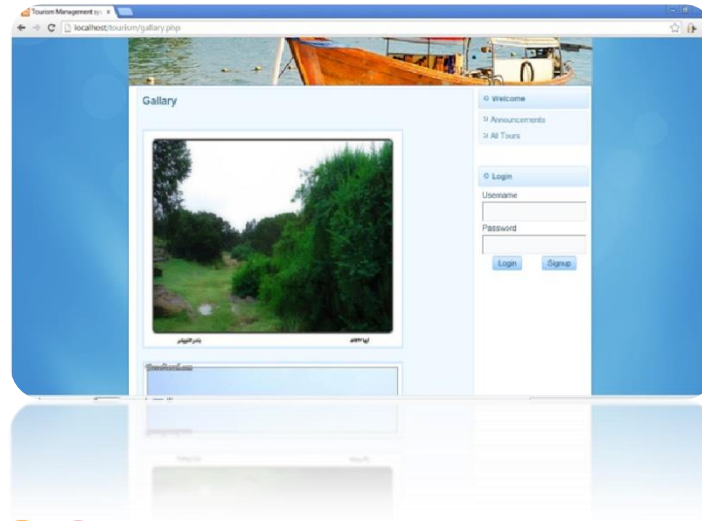 Tourism Management sys
localhost/tourism/gallary.php
Gallary
Welcome
Announcements
All Tours
Login
Username
Password
Login Signup